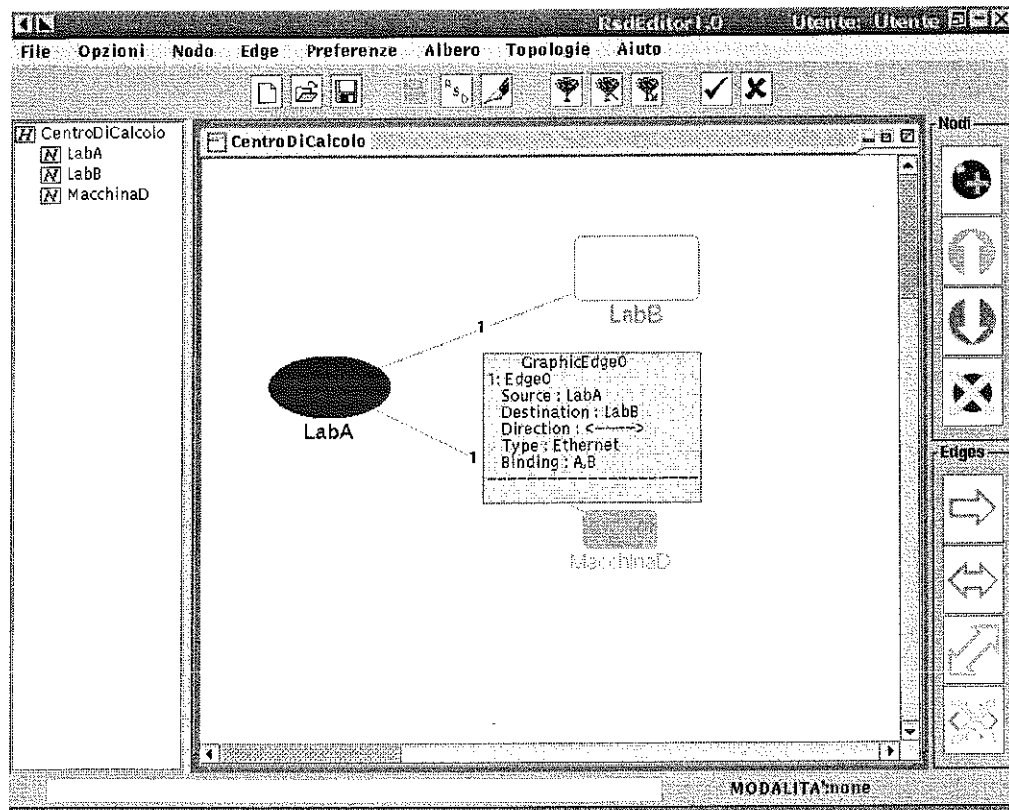 RsdEditor1.0 Utente: Utente
File Opzioni Nodo Edge Preferenze Albero Topologie Aiuto
RSD
H CentroDiCalcolo
N LabA
N LabB
N MacchinaD
CentroDiCalcolo
Nodi
LabB
1
GraphicEdge0
1: Edge0
Source : LabA
Destination : LabB
Direction : <----->
Type : Ethernet
Binding : A,B
LabA
1
Edges
MacchinaD
MODALITA':none